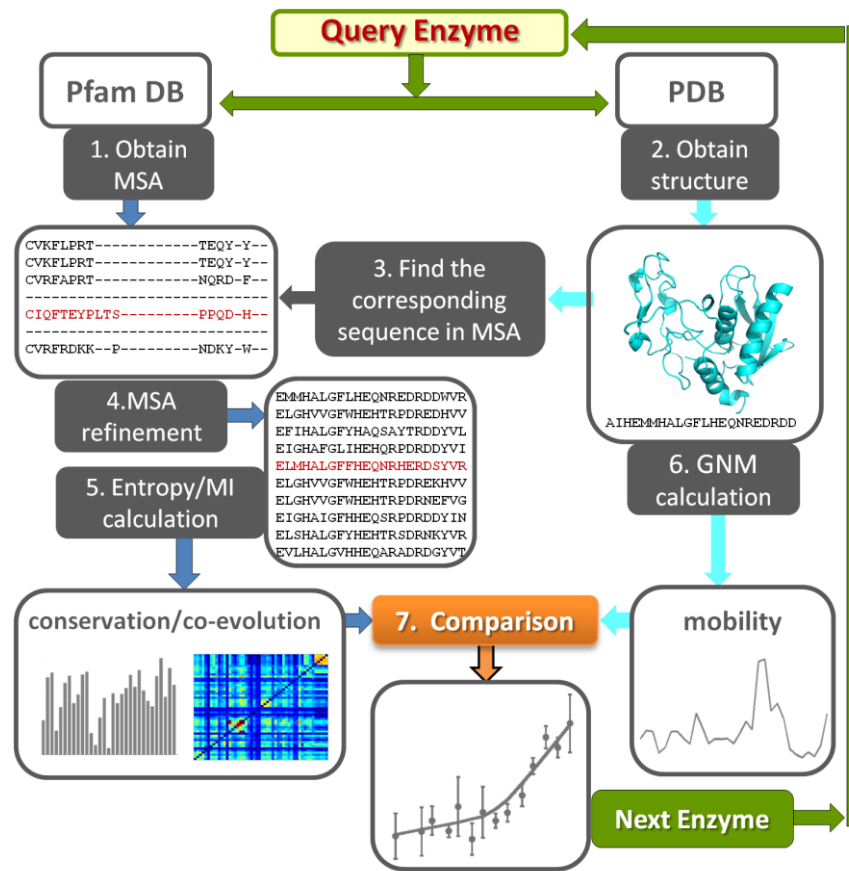 Query Enzyme
Pfam DB
PDB
1. Obtain
MSA
2. Obtain
structure
CVKFLPRT-------------TEQY-Y--
CVKFLPRT-------------TEQY-Y--
CVRFAPRT-------------NQRD-F--
-------------------------------
CIQFTEYPLTS----------PPQD-H--
-------------------------------
CVRFRDKK--P----------NDKY-W--
3. Find the
corresponding
sequence in MSA
AIHEMMHALGFLHEQNREDRDD
4.MSA
refinement
EMMHALGFLHEQNREDRDDWVR
ELGHVVGFWHEHTRPDREDHVV
EFIHALGFYHAQSAYTRDDYVL
EIGHAFGLIHEHQRPDRDDYVI
ELMHALGFFHEQNRHERDSYVR
ELGHVVGFWHEHTRPDREKHVV
ELGHVVGFWHEHTRPDRNEFVG
EIGHAIGFHHEQSRPDRDDYIN
ELSHALGFYHEHTRSDRNKYVR
EVLHALGVHHEQARADRDGYVT
5. Entropy/MI
calculation
6. GNM
calculation
conservation/co-evolution
7. Comparison
mobility
Next Enzyme